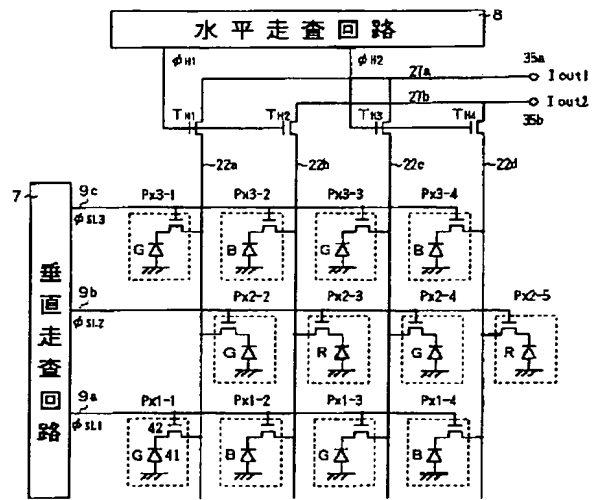 水平走査回路 8
φH1 φH2
27a 35a Iout1
27b Iout2
35b
TH1 TH2 TH3 TH4
22a 22b 22c 22d
7
垂直走査回路
9c Px3-1 Px3-2 Px3-3 Px3-4
φSL3
G B G B
9b Px2-2 Px2-3 Px2-4 Px2-5
φSL2
G R G R
9a Px1-1 Px1-2 Px1-3 Px1-4
φSL1 42
G 41 B G B